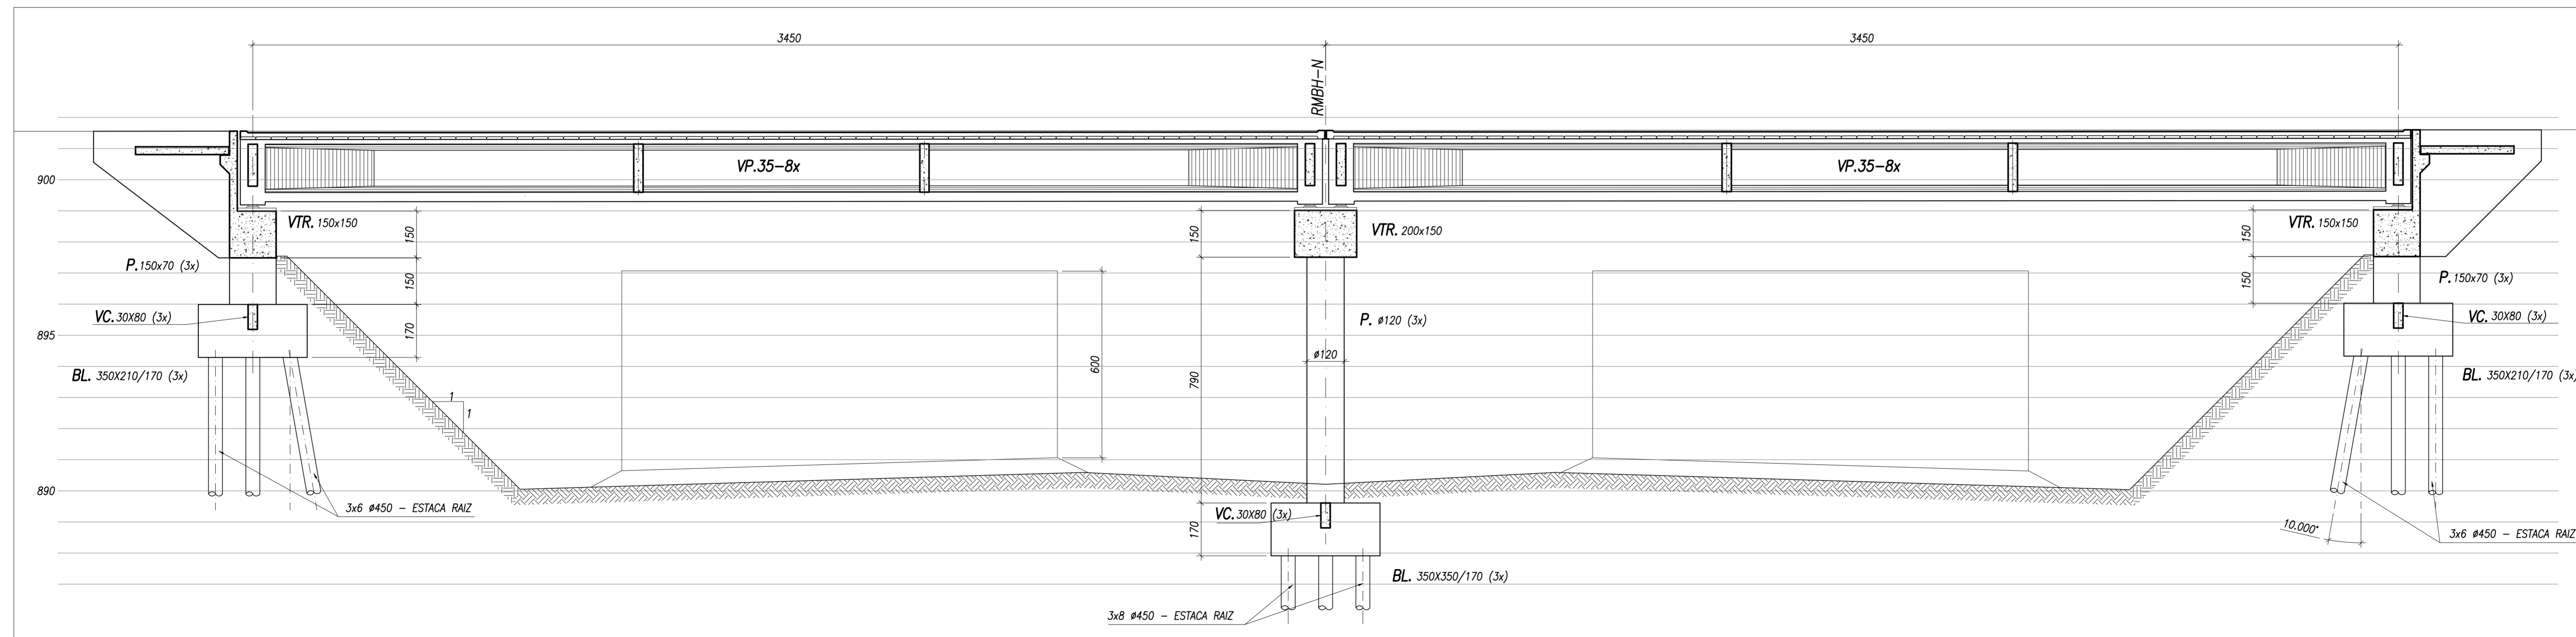 3450
3450
RMBH-N
VP.35-8x
VP.35-8x
900
VTR. 150x150
150
150
VTR. 200x150
VTR. 150x150
150
P. 150x70 (3x)
150
150
P. 150x70 (3x)
VC. 30X80 (3x)
170
600
P. ø120 (3x)
VC. 30X80 (3x)
895
ø120
BL. 350X210/170 (3x)
790
BL. 350X210/170 (3x)
1
1
890
3x6 ø450 - ESTACA RAIZ
VC. 30X80 (3x)
170
10.000°
3x6 ø450 - ESTACA RAIZ
BL. 350X350/170 (3x)
3x8 ø450 - ESTACA RAIZ